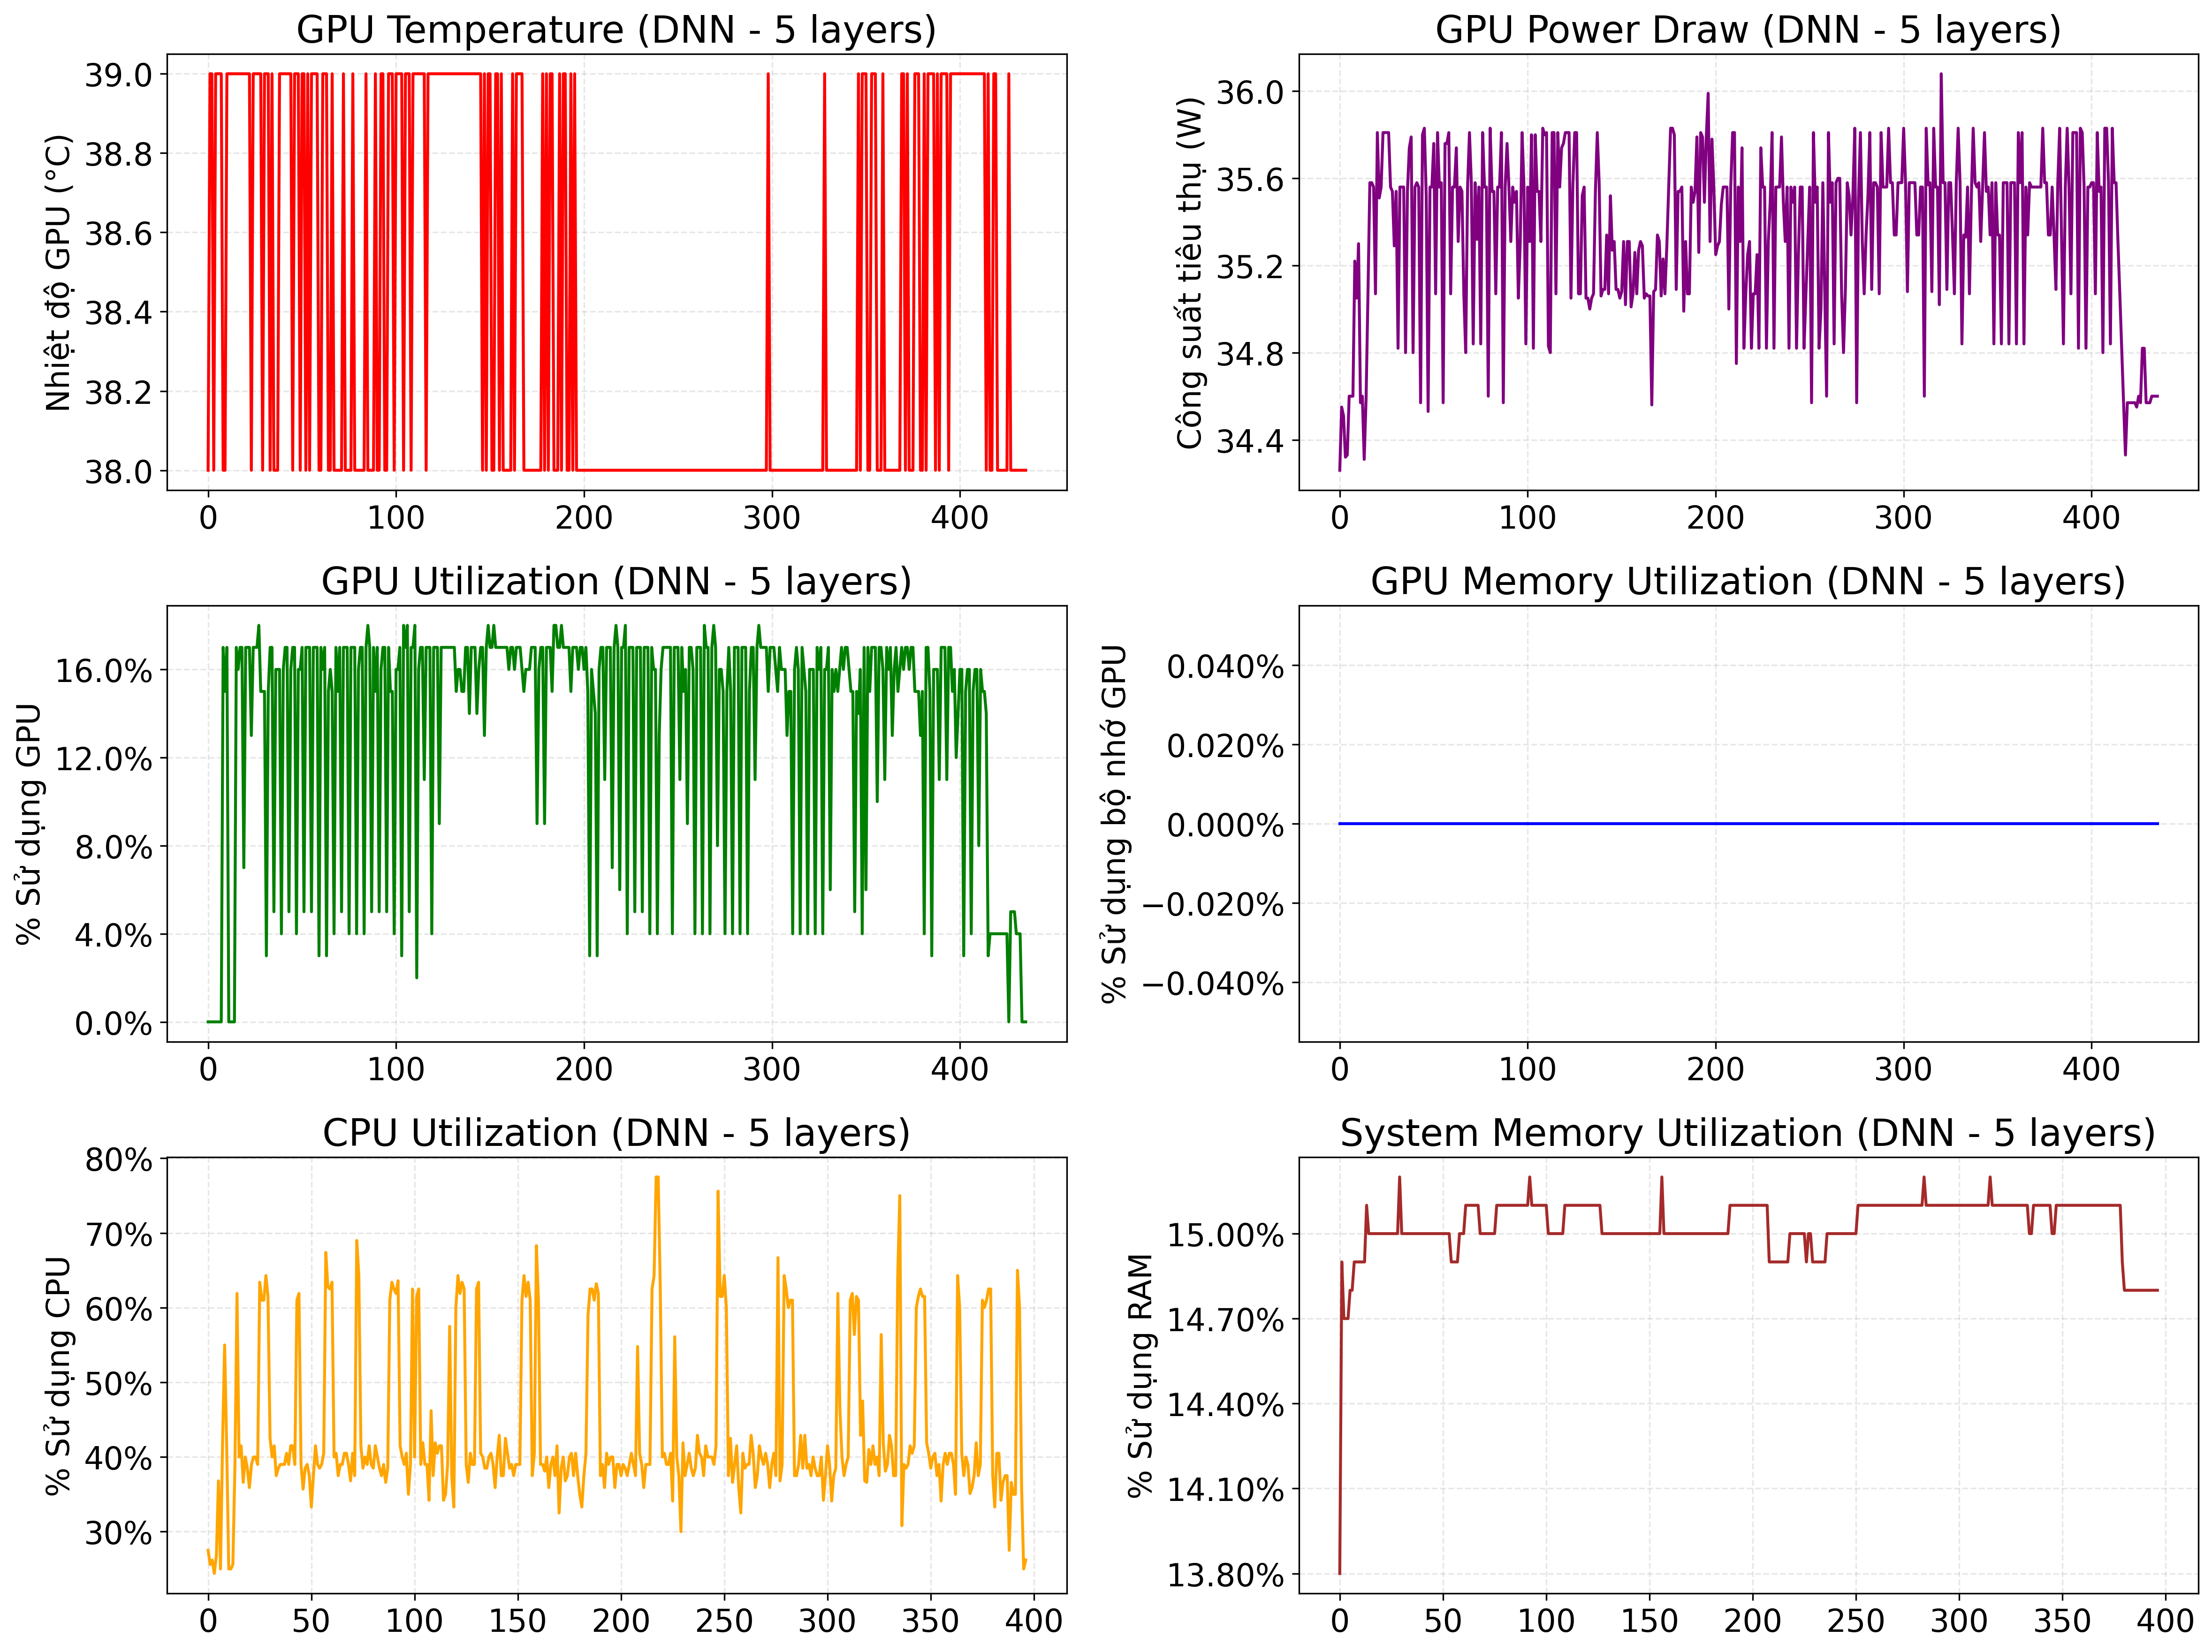 GPU Temperature (DNN - 5 layers)
Nhiệt độ GPU (°C)
39.0
38.8
38.6
38.4
38.2
38.0
0 100 200 300 400
GPU Power Draw (DNN - 5 layers)
Công suất tiêu thụ (W)
36.0
35.6
35.2
34.8
34.4
0 100 200 300 400
GPU Utilization (DNN - 5 layers)
% Sử dụng GPU
16.0%
12.0%
8.0%
4.0%
0.0%
0 100 200 300 400
GPU Memory Utilization (DNN - 5 layers)
% Sử dụng bộ nhớ GPU
0.040%
0.020%
0.000%
−0.020%
−0.040%
0 100 200 300 400
CPU Utilization (DNN - 5 layers)
% Sử dụng CPU
80%
70%
60%
50%
40%
30%
0 50 100 150 200 250 300 350 400
System Memory Utilization (DNN - 5 layers)
% Sử dụng RAM
15.00%
14.70%
14.40%
14.10%
13.80%
0 50 100 150 200 250 300 350 400